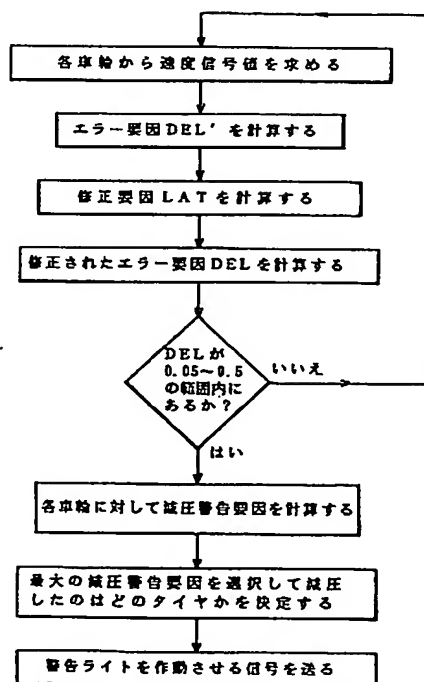 各車輪から速度信号値を求める
エラー要因DEL'を計算する
修正要因LATを計算する
修正されたエラー要因DELを計算する
DELが
0.05~0.5
の範囲内に
あるか?
いいえ
はい
各車輪に対して減圧警告要因を計算する
最大の減圧警告要因を選択して減圧
したのはどのタイヤかを決定する
警告ライトを作動させる信号を送る